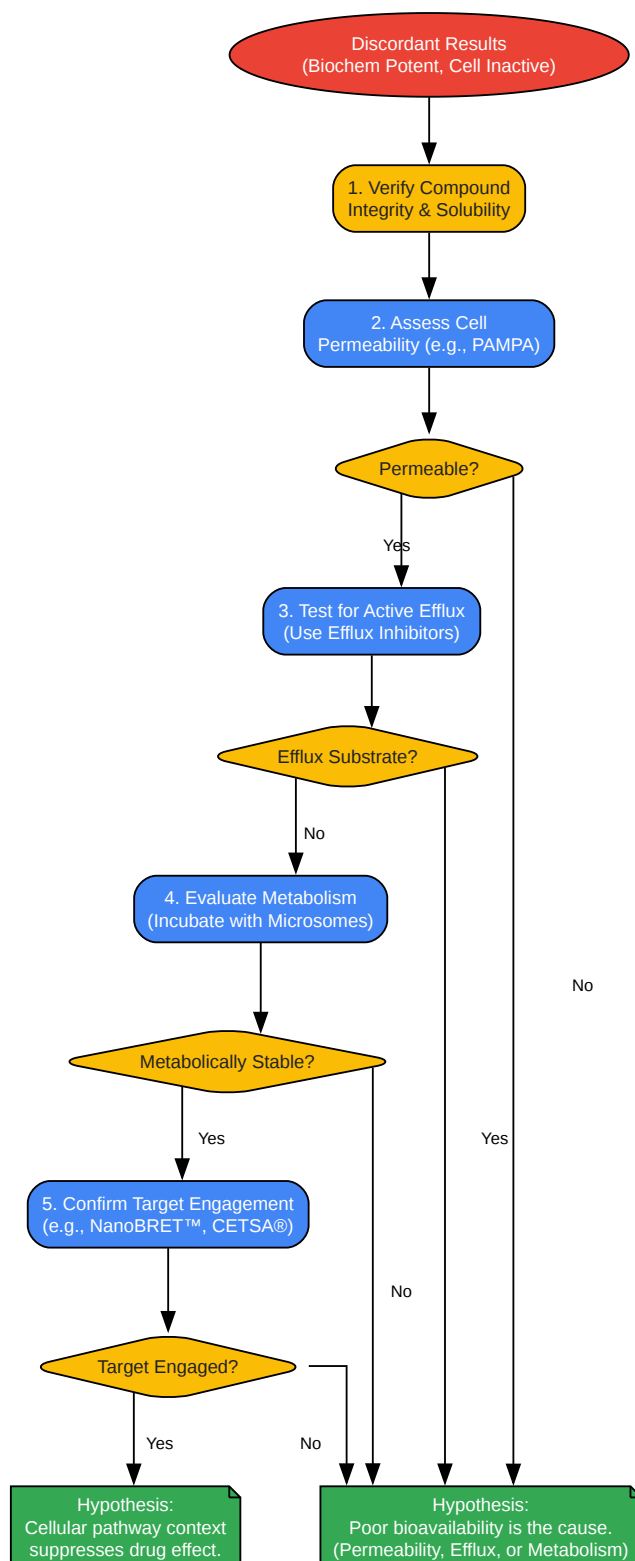 Discordant Results
(Biochem Potent, Cell Inactive)
1. Verify Compound
Integrity & Solubility
2. Assess Cell
Permeability (e.g., PAMPA)
Permeable?
Yes
3. Test for Active Efflux
(Use Efflux Inhibitors)
Efflux Substrate?
No
4. Evaluate Metabolism
(Incubate with Microsomes)
No
Metabolically Stable?
Yes
Yes
5. Confirm Target Engagement
(e.g., NanoBRET™, CETSA®)
No
Target Engaged?
Yes
No
Hypothesis:
Cellular pathway context
suppresses drug effect.
Hypothesis:
Poor bioavailability is the cause.
(Permeability, Efflux, or Metabolism)